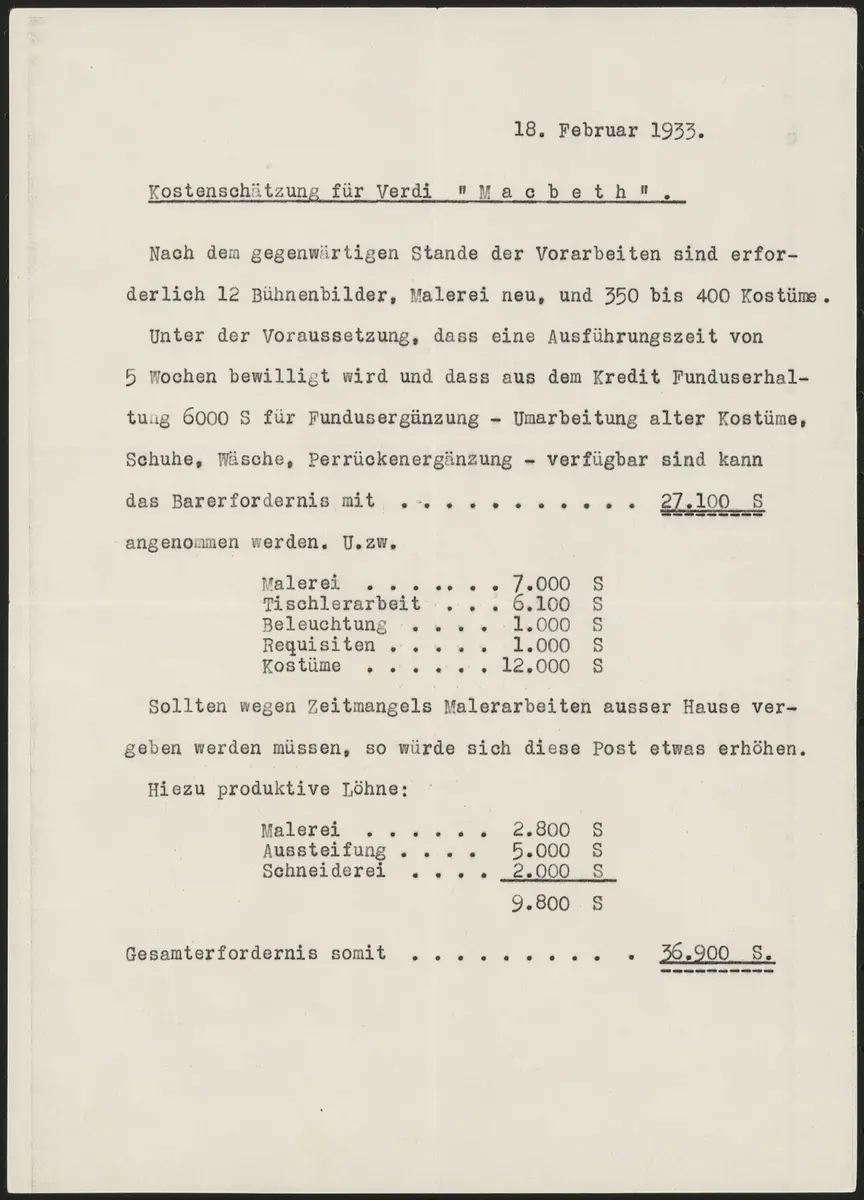 18. Februar 1933.
Kostenschätzung für Verdi " M a c b e t h " .
Nach dem gegenwärtigen Stande der Vorarbeiten sind erfor-
derlich 12 Bühnenbilder, Malerei neu, und 350 bis 400 Kostüme.
Unter der Voraussetzung, dass eine Ausführungszeit von
5 Wochen bewilligt wird und dass aus dem Kredit Funduserhal-
tung 6000 S für Fundusergänzung - Umarbeitung alter Kostüme,
Schuhe, Wäsche, Perrückenergänzung - verfügbar sind kann
das Barerfordernis mit . . . . . . . . . . . 27.100 S
angenommen werden. U.zw.
Malerei . . . . . . . 7.000 S
Tischlerarbeit . . . 6.100 S
Beleuchtung . . . . 1.000 S
Requisiten . . . . . 1.000 S
Kostüme . . . . . . 12.000 S
Sollten wegen Zeitmangels Malerarbeiten ausser Hause ver-
geben werden müssen, so würde sich diese Post etwas erhöhen.
Hiezu produktive Löhne:
Malerei . . . . . . 2.800 S
Aussteifung . . . . 5.000 S
Schneiderei . . . . 2.000 S
9.800 S
Gesamterfordernis somit . . . . . . . . . . 36.900 S.